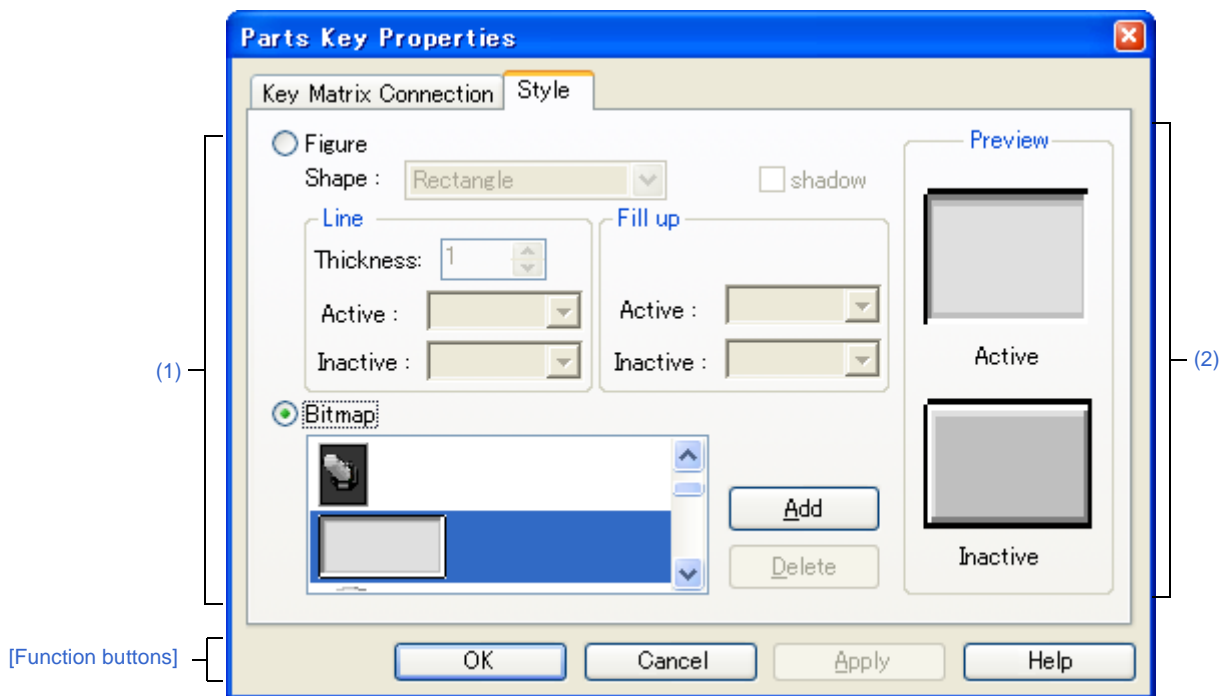 Parts Key Properties
Key Matrix Connection
Style
Figure
Shape :
Rectangle
shadow
Line
Thickness:
1
Active :
Inactive :
Fill up
Active :
Inactive :
Bitmap
Add
Delete
Preview
Active
Inactive
(1)
(2)
[Function buttons]
OK
Cancel
Apply
Help